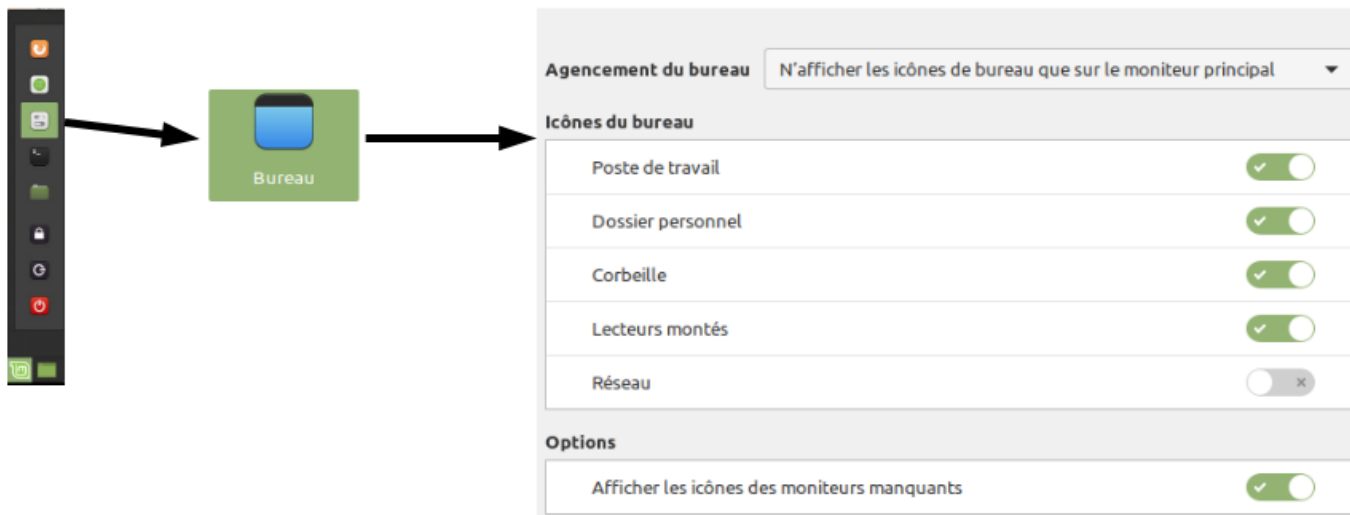 Bureau
Agencement du bureau N'afficher les icônes de bureau que sur le moniteur principal
Icônes du bureau
Poste de travail
Dossier personnel
Corbeille
Lecteurs montés
Réseau
Options
Afficher les icônes des moniteurs manquants